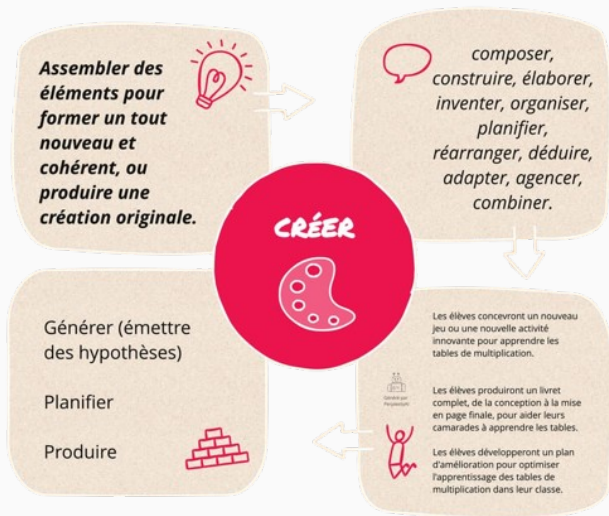 Assembler des
éléments pour
former un tout
nouveau et
cohérent, ou
produire une
création originale.
composer,
construire, élaborer,
inventer, organiser,
planifier,
réarranger, déduire,
adapter, agencer,
combiner.
CRÉER
Les élèves concevront un nouveau
jeu ou une nouvelle activité
innovante pour apprendre les
tables de multiplication.
Généré par
PerplexityAI
Les élèves produiront un livret
complet, de la conception à la mise
en page finale, pour aider leurs
camarades à apprendre les tables.
Les élèves développeront un plan
d'amélioration pour optimiser
l'apprentissage des tables de
multiplication dans leur classe.
Générer (émettre
des hypothèses)
Planifier
Produire